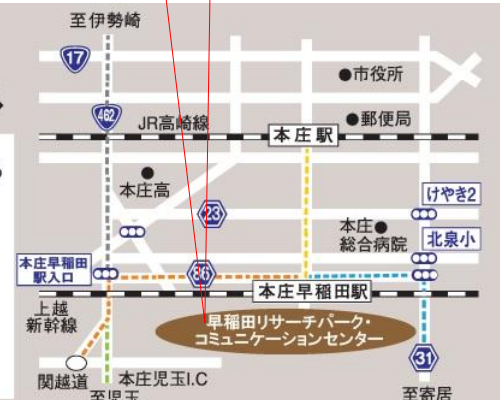 至伊勢崎
17
●市役所
462
JR高崎線
本庄駅
●郵便局
本庄高
23
けやき2
本庄●
総合病院
北泉小
本庄早稲田
駅入口
86
本庄早稲田駅
上越
新幹線
早稲田リサーチパーク・
コミュニケーションセンター
31
関越道
本庄児玉I.C
至児玉
至寄居